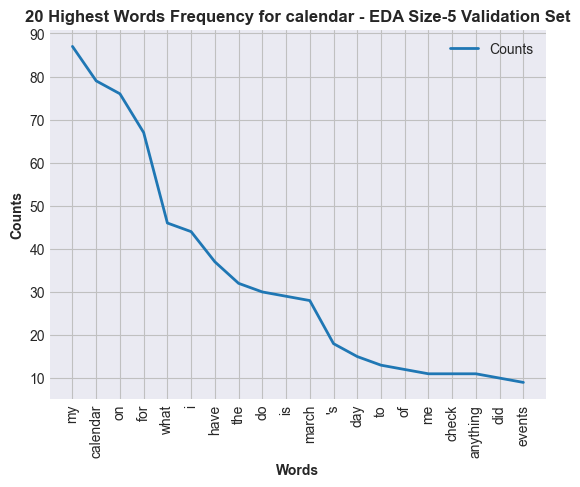 20 Highest Words Frequency for calendar - EDA Size-5 Validation Set
Counts
90
80
70
60
50
40
30
20
10
Counts
my
calendar
on
for
what
i
have
the
do
is
march
's
day
to
of
me
check
anything
did
events
Words